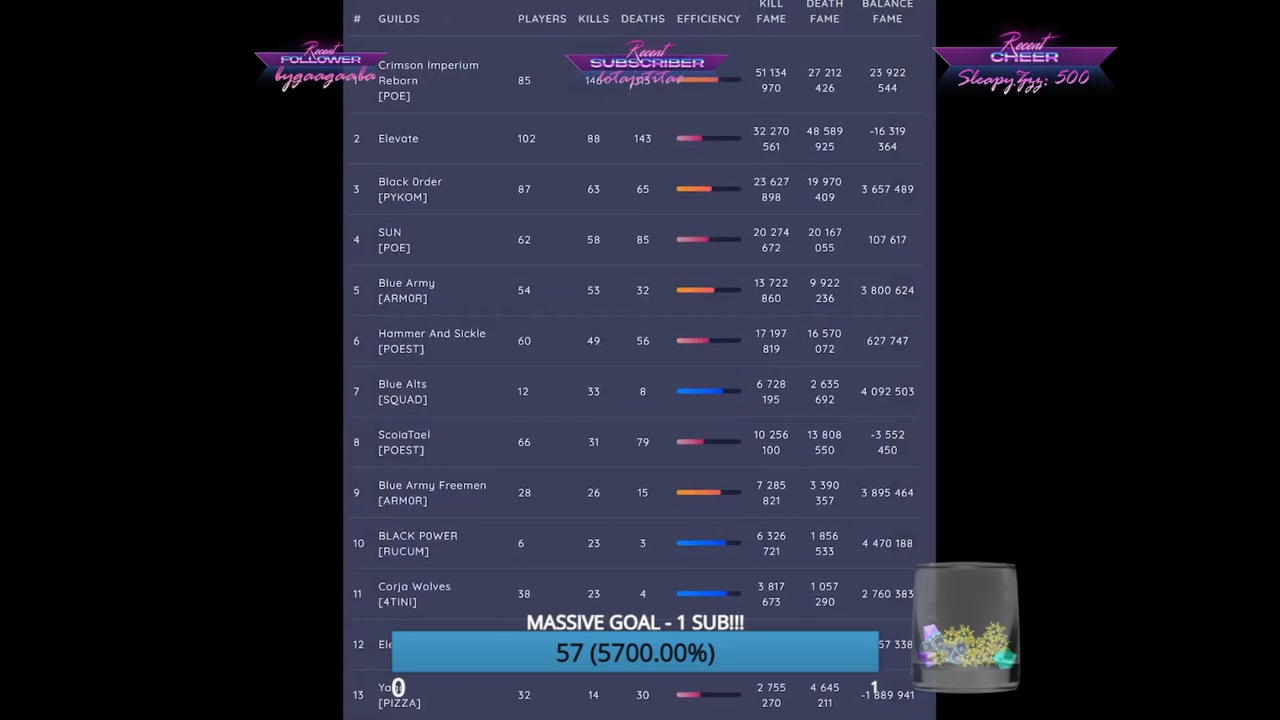 # GUILDS PLAYERS KILLS DEATHS EFFICIENCY KILL FAME DEATH FAME BALANCE FAME
Recent FOLLOWER bygaagaaba
Recent SUBSCRIBER
Recent CHEER SleapyZzz: 500
Crimson Imperium Reborn [POE] 85 51 134 970 27 212 426 23 922 544
2 Elevate 102 88 143 32 270 561 48 589 925 -16 319 364
3 Black 0rder [PYKOM] 87 63 65 23 627 898 19 970 409 3 657 489
4 SUN [POE] 62 58 85 20 274 672 20 167 055 107 617
5 Blue Army [ARM0R] 54 53 32 13 722 860 9 922 236 3 800 624
6 Hammer And Sickle [POEST] 60 49 56 17 197 819 16 570 072 627 747
7 Blue Alts [SQUAD] 12 33 8 6 728 195 2 635 692 4 092 503
8 ScoiaTael [POEST] 66 31 79 10 256 100 13 808 550 -3 552 450
9 Blue Army Freemen [ARM0R] 28 26 15 7 285 821 3 390 357 3 895 464
10 BLACK P0WER [RUCUM] 6 23 3 6 326 721 1 856 533 4 470 188
11 Corja Wolves [4TINI] 38 23 4 3 817 673 1 057 290 2 760 383
MASSIVE GOAL - 1 SUB!!!
12 57 338
57 (5700.00%)
0 1
13 [PIZZA] 32 14 30 2 755 270 4 645 211 -1 889 941